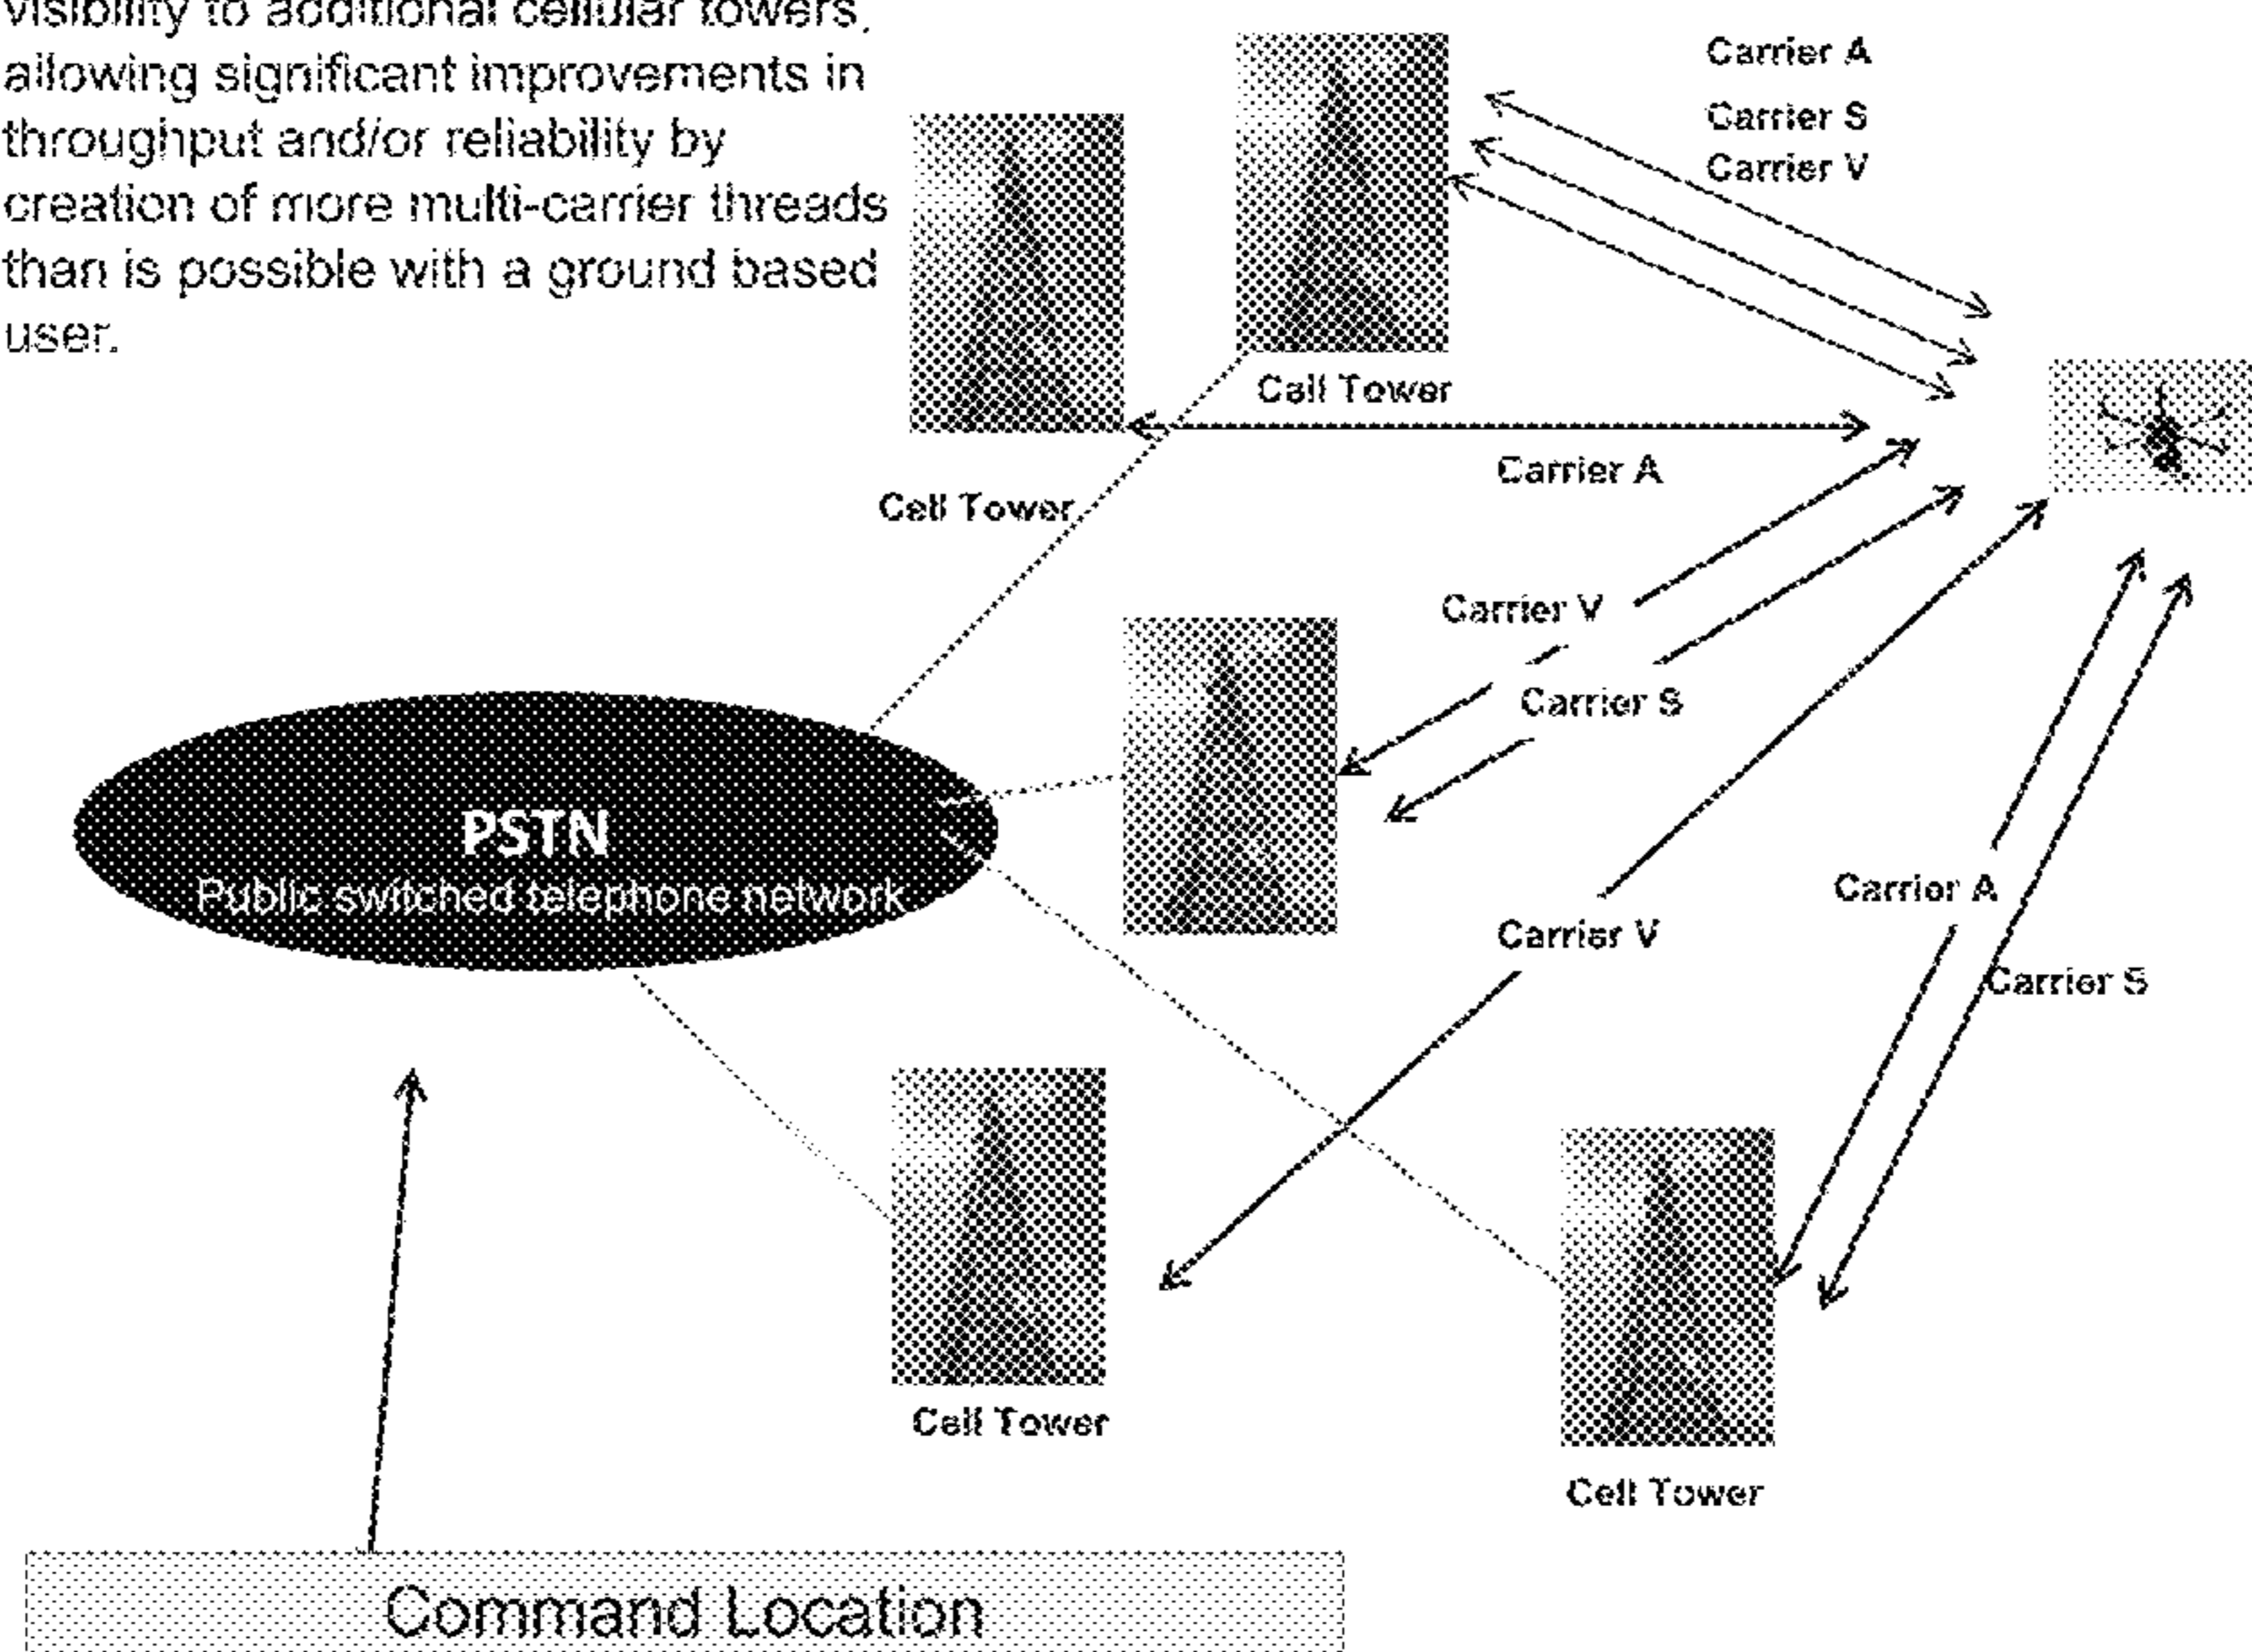 visibility to additional cellular towers,
allowing significant improvements in
throughput and/or reliability by
creation of more multi-carrier threads
than is possible with a ground based
user.
Carrier A
Carrier S
Carrier V
Cell Tower
Carrier A
Cell Tower
Carrier V
Carrier S
PSTN
Public switched telephone network
Carrier A
Carrier V
Carrier S
Cell Tower
Cell Tower
Command Location